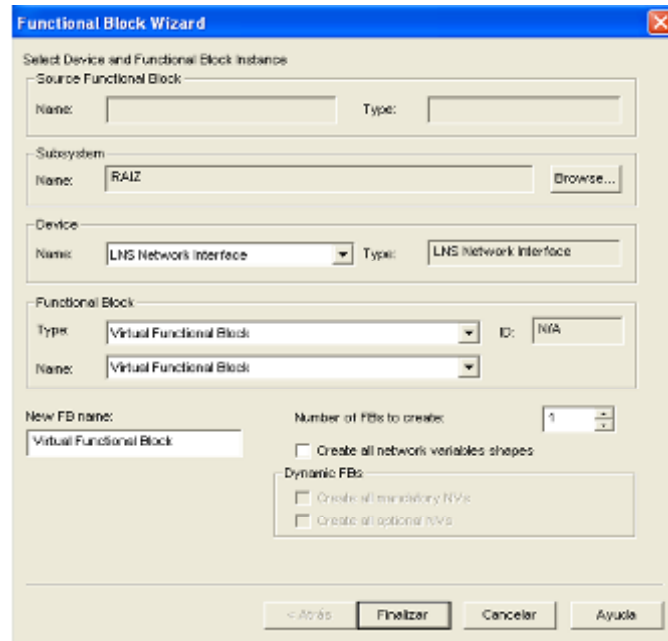 Functional Block Wizard
Select Device and Functional Block Instance
Source Functional Block
Name: Type:
Subsystem
Name: RAIZ Browse...
Device
Name: LNS Network Interface Type: LNS Network Interface
Functional Block
Type: Virtual Functional Block ID: N/A
Name: Virtual Functional Block
New FB name: Number of FBs to create: 1
Virtual Functional Block
Create all network variables shapes
Dynamic FBs
Create all mandatory NVs
Create all optional NVs
< Atrás Finalizar Cancelar Ayuda